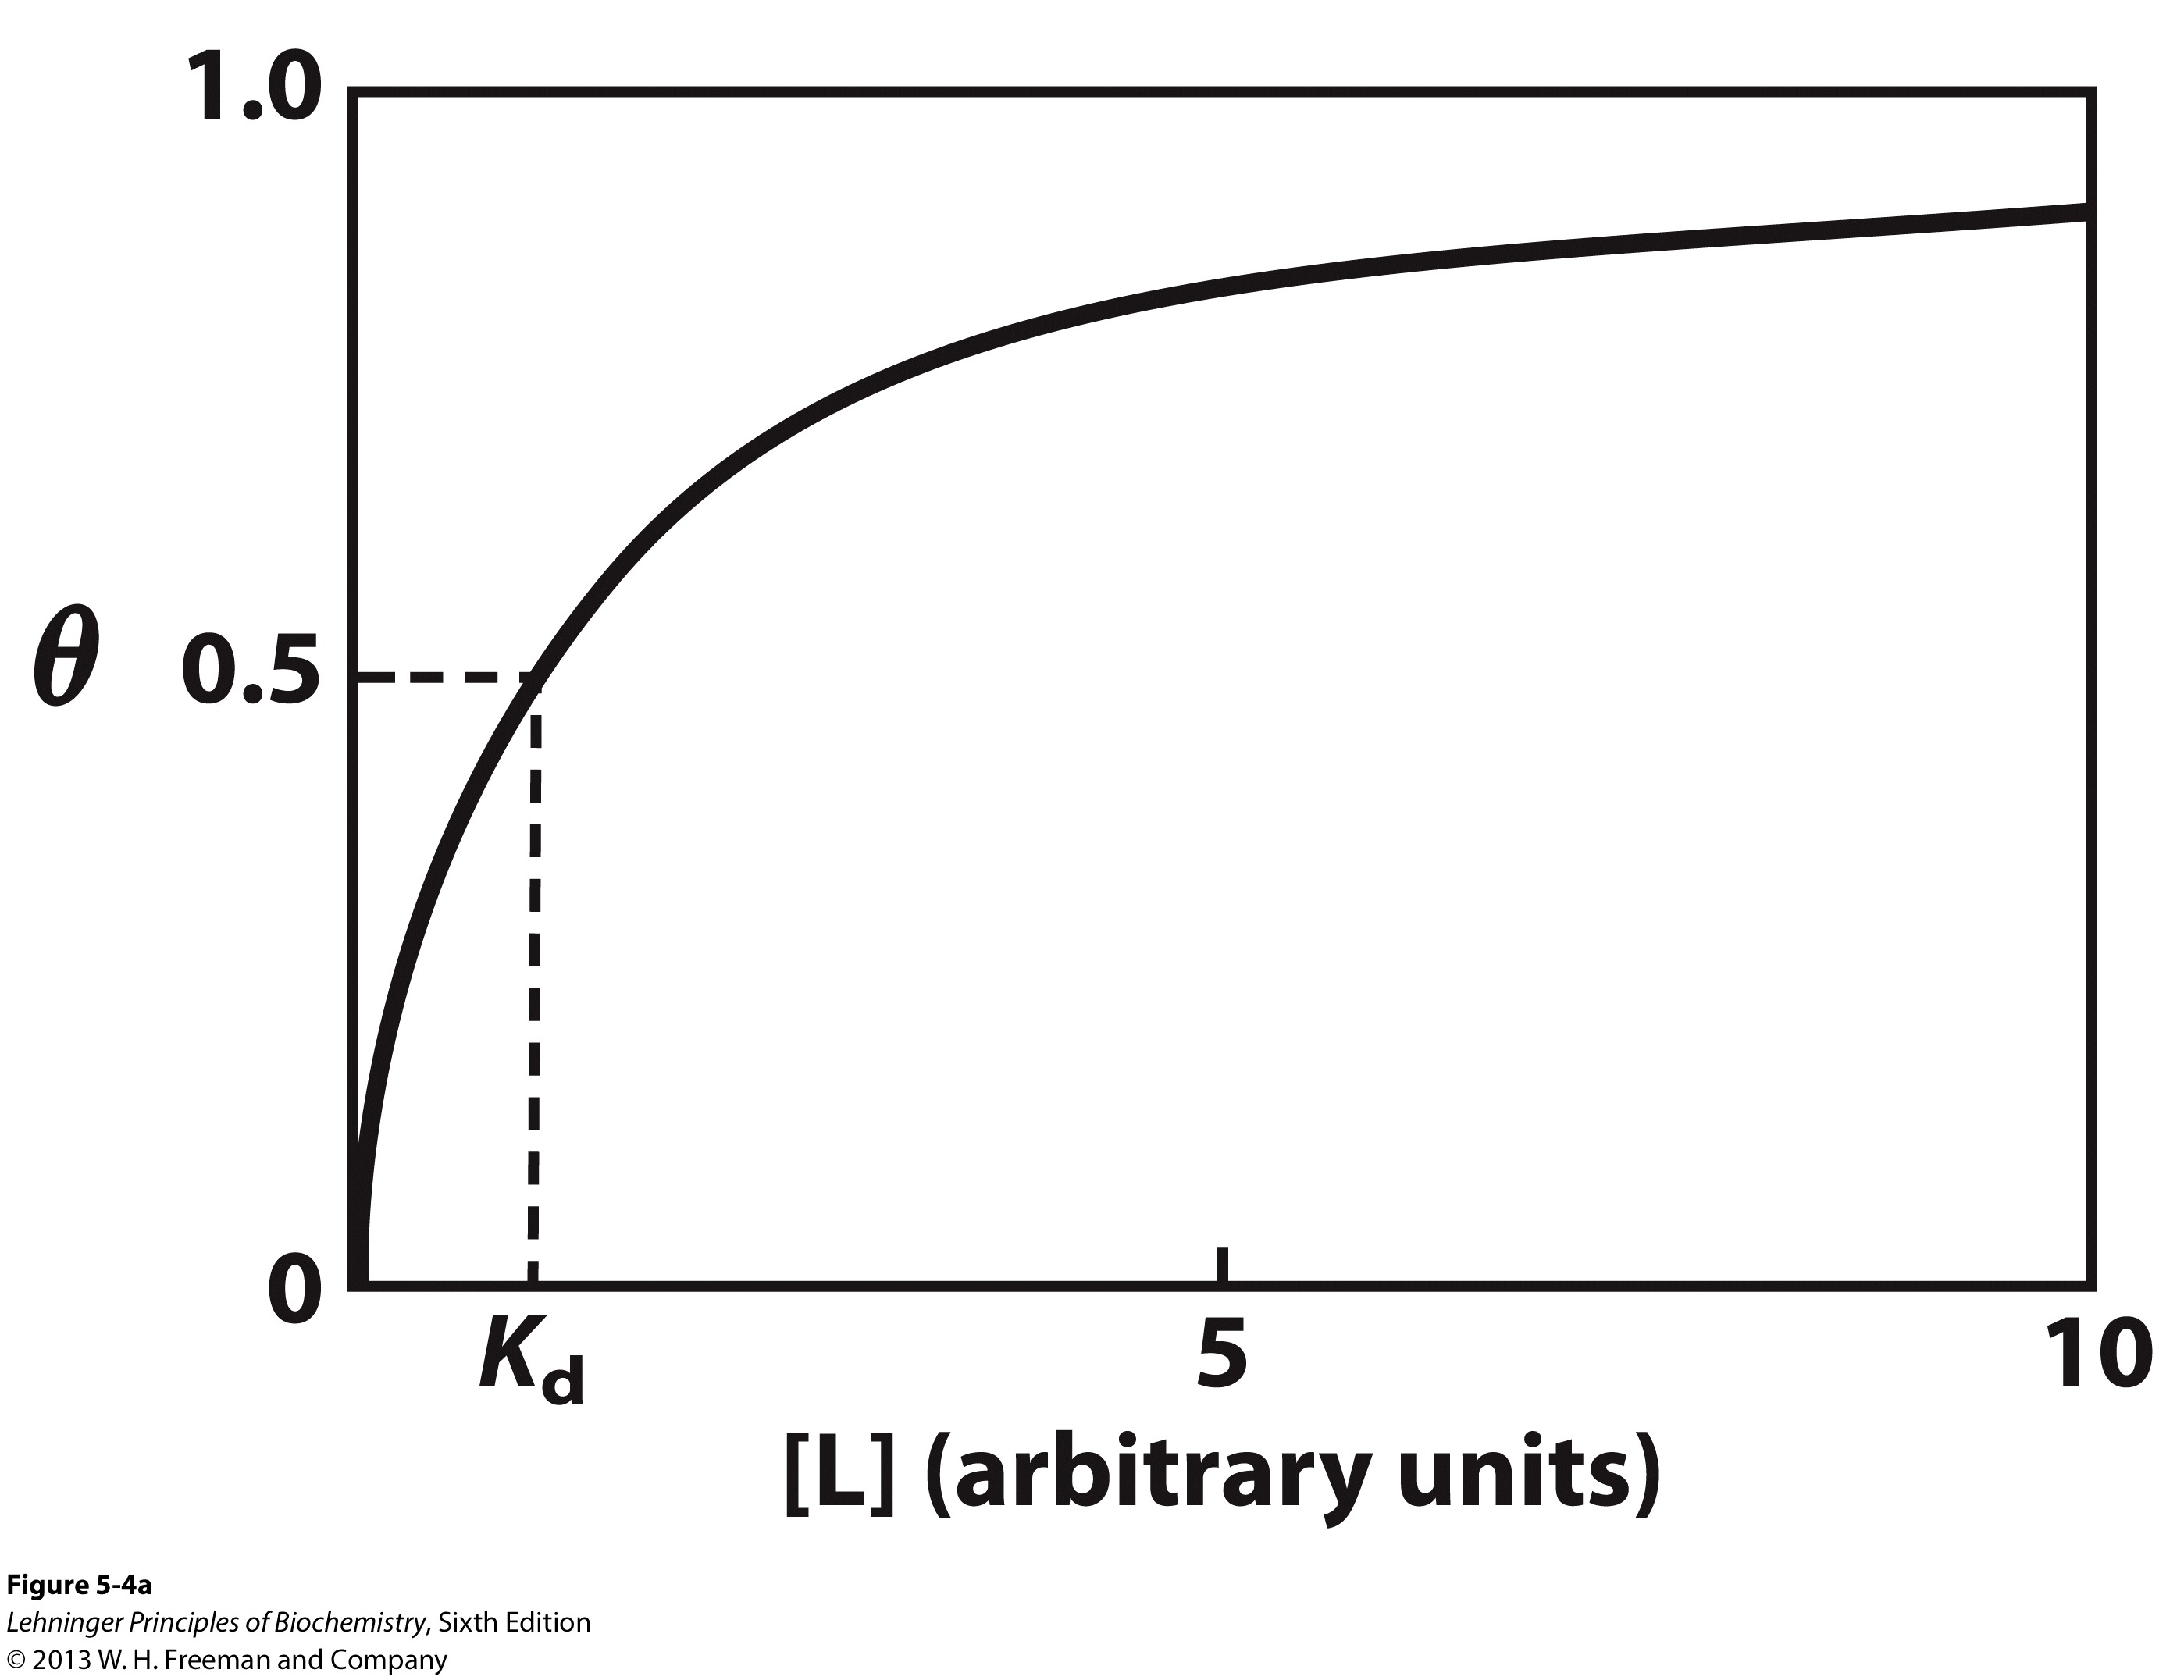 1.0
θ 0.5
0
Kd
5
10
[L] (arbitrary units)
Figure 5-4a
Lehninger Principles of Biochemistry, Sixth Edition
© 2013 W. H. Freeman and Company